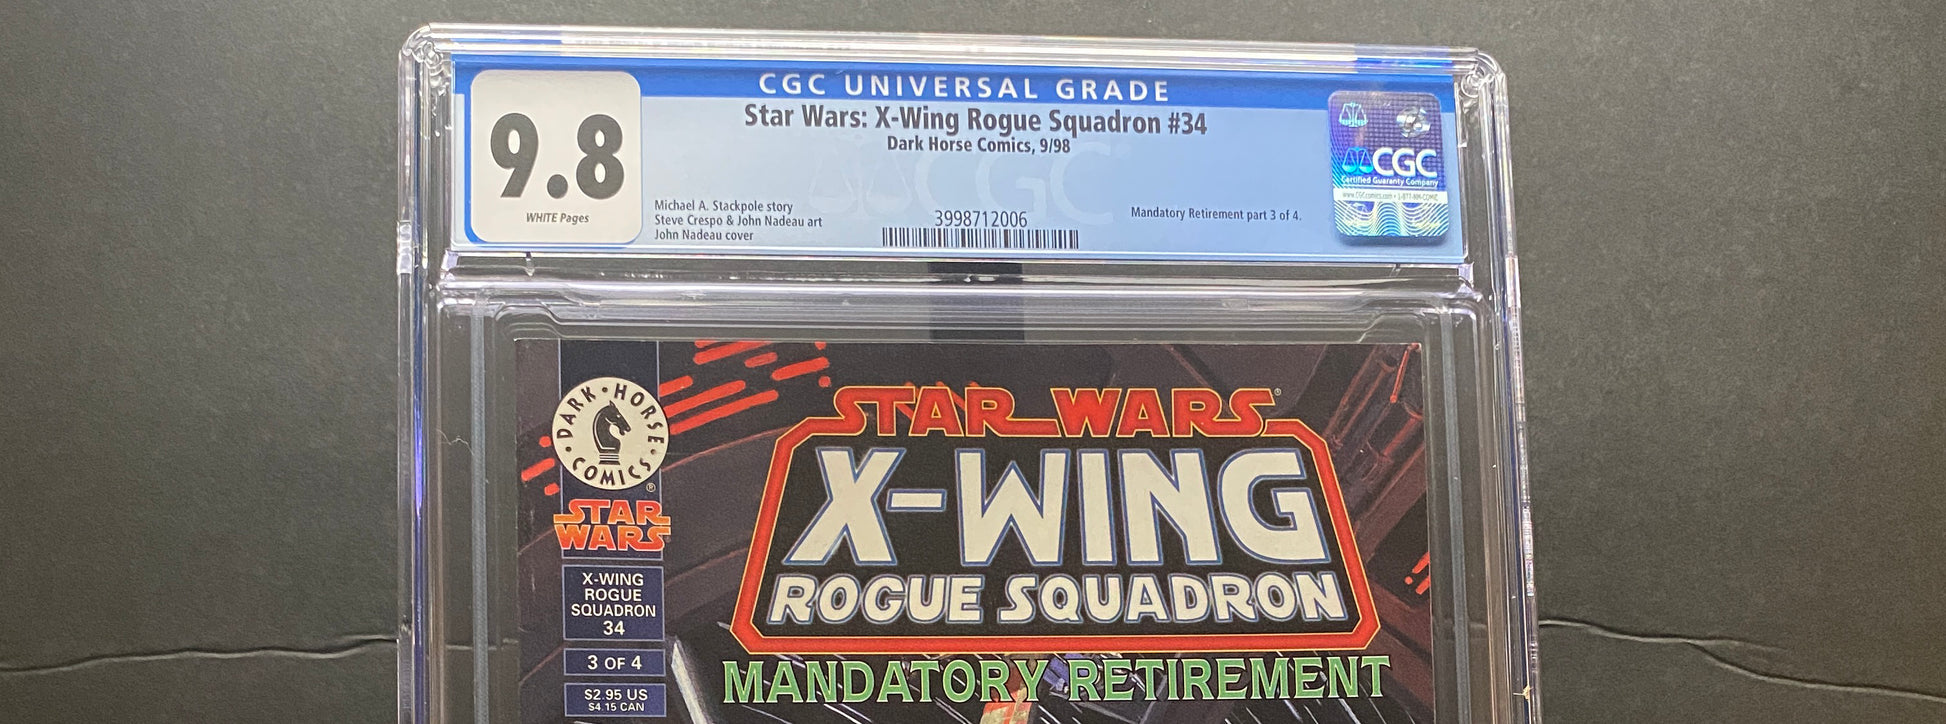 CGC UNIVERSAL GRADE
9.8
WHITE Pages
Star Wars: X-Wing Rogue Squadron #34
Dark Horse Comics, 9/98
Michael A. Stackpole story
Steve Crespo & John Nadeau art
John Nadeau cover
3998712006
Mandatory Retirement part 3 of 4.
CGC
Certified Guaranty Company
CGC
DARK • HORSE • COMICS •
®
STAR
WARS
X-WING
ROGUE
SQUADRON
34
3 OF 4
$2.95 US
$4.15 CAN
STAR WARS®
X-WING
ROGUE SQUADRON
MANDATORY RETIREMENT